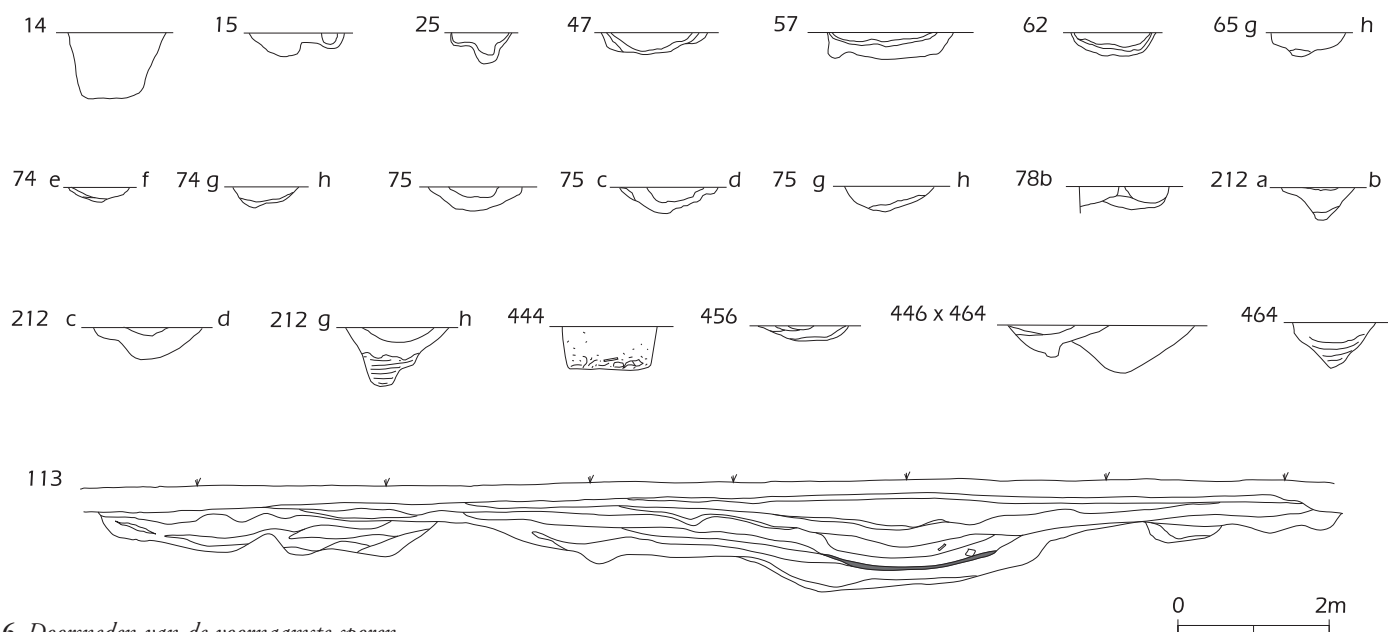 14 15 25 47 57 62 65 g h
74 e f 74 g h 75 75 c d 75 g h 78b 212 a b
212 c d 212 g h 444 456 446 x 464 464
113
0 2m
6 Doorsneden van de voornaamste sporen